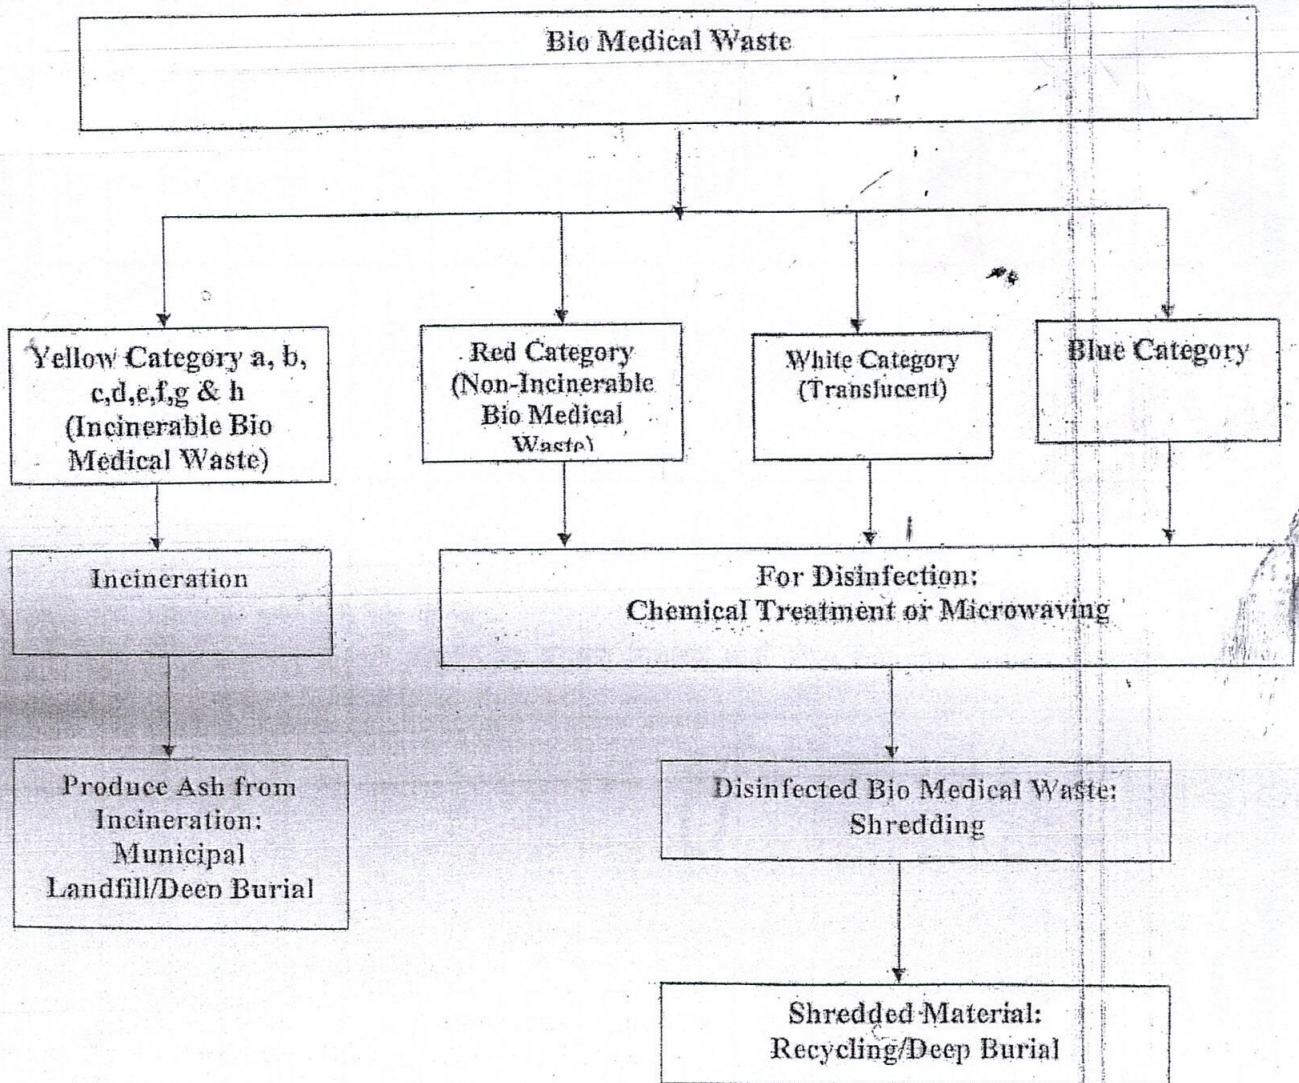 Bio Medical Waste
Yellow Category a, b,
c,d,e,f,g & h
(Incinerable Bio
Medical Waste)
Red Category
(Non-Incinerable
Bio Medical
Waste)
White Category
(Translucent)
Blue Category
Incineration
For Disinfection:
Chemical Treatment or Microwaving
Produce Ash from
Incineration:
Municipal
Landfill/Deep Burial
Disinfected Bio Medical Waste:
Shredding
Shredded Material:
Recycling/Deep Burial